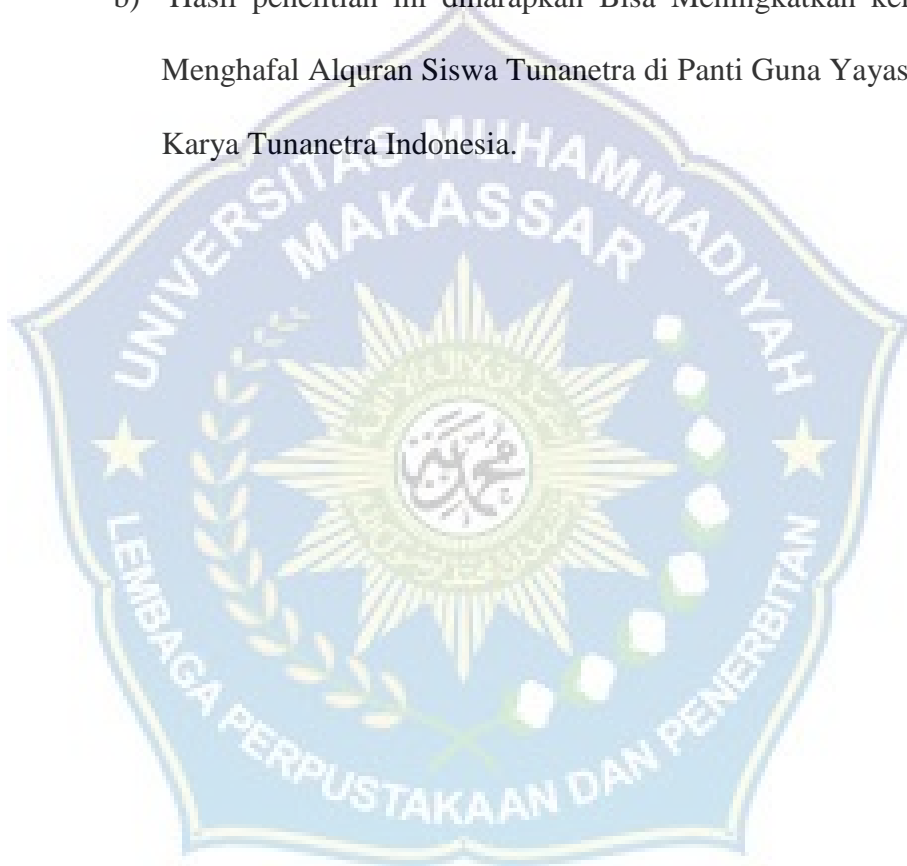 b) Hasil penelitian ini diharapkan Bisa Meningkatkan
Menghafal Alquran Siswa Tunanetra di Panti Guna Yayas
Karya Tunanetra Indonesia.
UNIVERSITAS MUHAMMADIYAH
MAKASSAR
LEMBAGA PERPUSTAKAAN DAN PENERBITAN